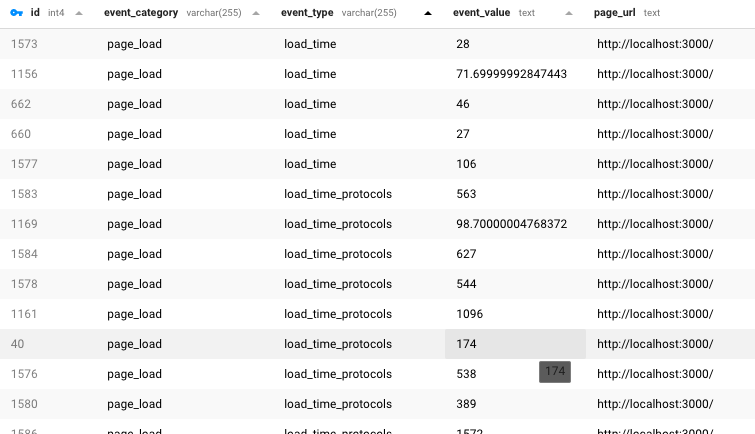 id int4 event_category varchar(255) event_type varchar(255) event_value text page_url text
1573 page_load load_time 28 http://localhost:3000/
1156 page_load load_time 71.69999992847443 http://localhost:3000/
662 page_load load_time 46 http://localhost:3000/
660 page_load load_time 27 http://localhost:3000/
1577 page_load load_time 106 http://localhost:3000/
1583 page_load load_time_protocols 563 http://localhost:3000/
1169 page_load load_time_protocols 98.70000004768372 http://localhost:3000/
1584 page_load load_time_protocols 627 http://localhost:3000/
1578 page_load load_time_protocols 544 http://localhost:3000/
1161 page_load load_time_protocols 1096 http://localhost:3000/
40 page_load load_time_protocols 174 http://localhost:3000/
1576 page_load load_time_protocols 538 174 http://localhost:3000/
1580 page_load load_time_protocols 389 http://localhost:3000/
1586 page_load load_time_protocols 1572 http://localhost:3000/